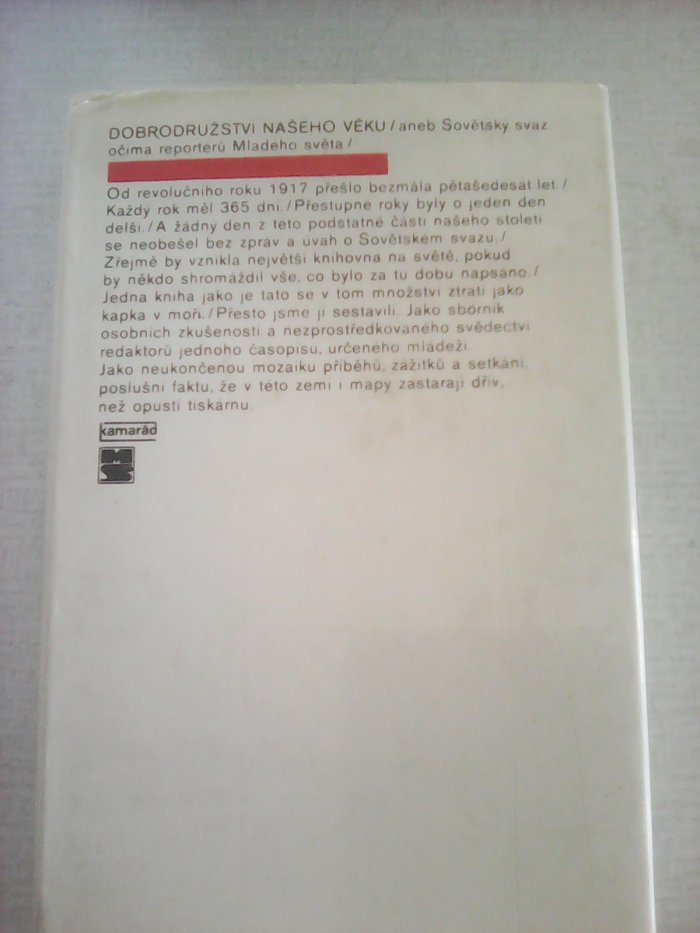 DOBRODRUŽSTVÍ NAŠEHO VĚKU / aneb Sovětský svaz
očima reportérů Mladého světa /
Od revolučního roku 1917 přešlo bezmála pětašedesát let. /
Každý rok měl 365 dní. / Přestupné roky byly o jeden den
delší. / A žádný den z této podstatné části našeho století
se neobešel bez zpráv a úvah o Sovětském svazu. /
Zřejmě by vznikla největší knihovna na světě, pokud
by někdo shromáždil vše, co bylo za tu dobu napsáno. /
Jedna kniha jako je tato se v tom množství ztratí jako
kapka v moři. / Přesto jsme ji sestavili. Jako sborník
osobních zkušeností a nezprostředkovaného svědectví
redaktorů jednoho časopisu, určeného mládeži.
Jako neukončenou mozaiku příběhů, zážitků a setkání,
poslušni faktu, že v této zemi i mapy zastarají dřív,
než opustí tiskárnu.
kamarád